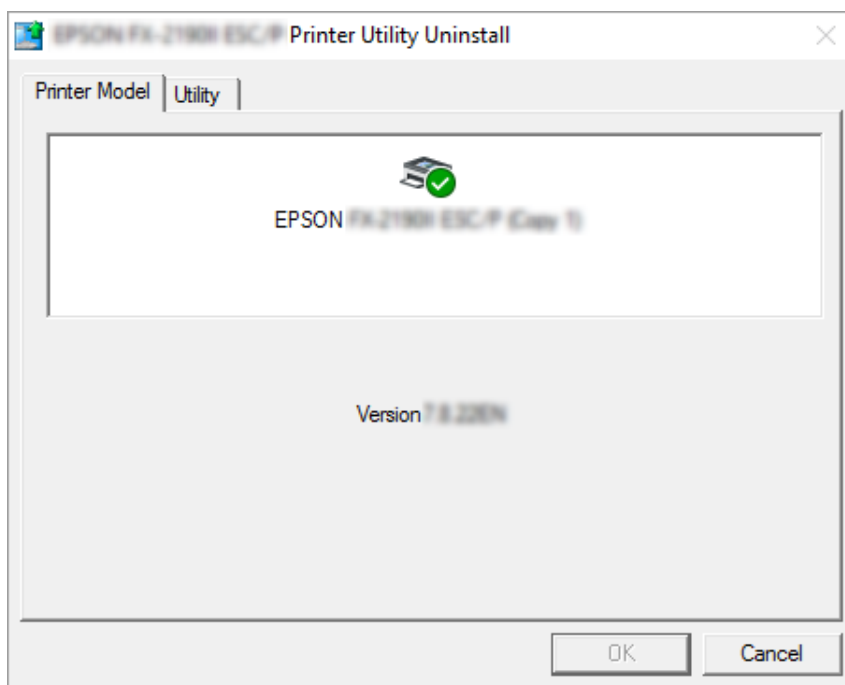 Printer Utility Uninstall
Printer Model
Utility
EPSON
Version
OK
Cancel